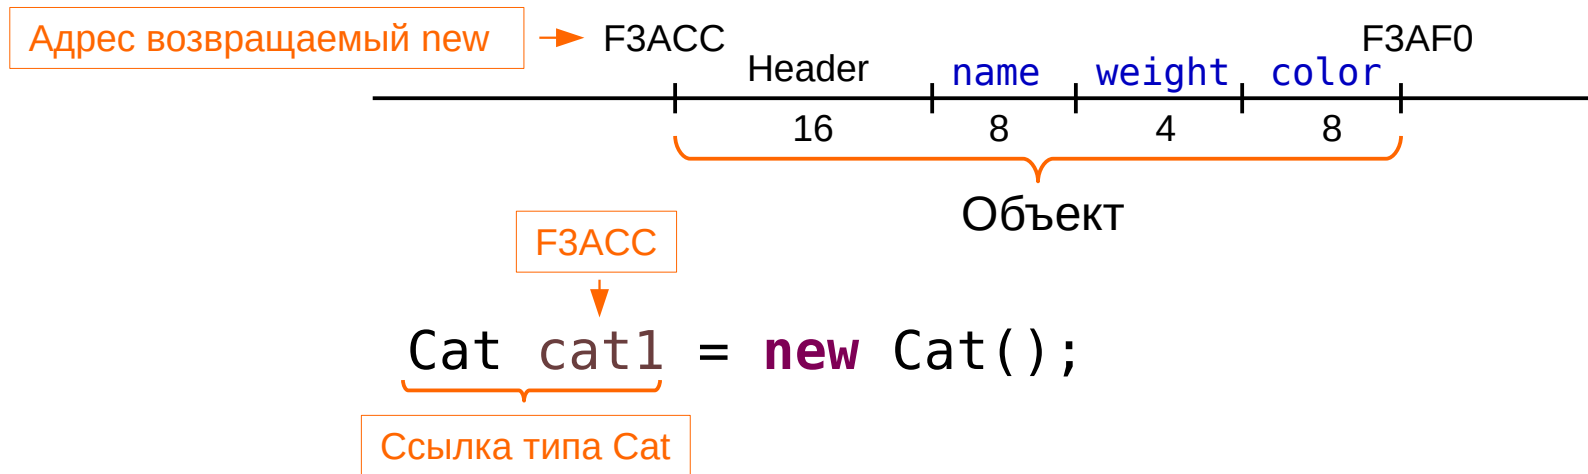 Адрес возвращаемый new
F3ACC
F3AF0
Header
name
weight
color
16
8
4
8
Объект
F3ACC
Cat cat1 = new Cat();
Ссылка типа Cat